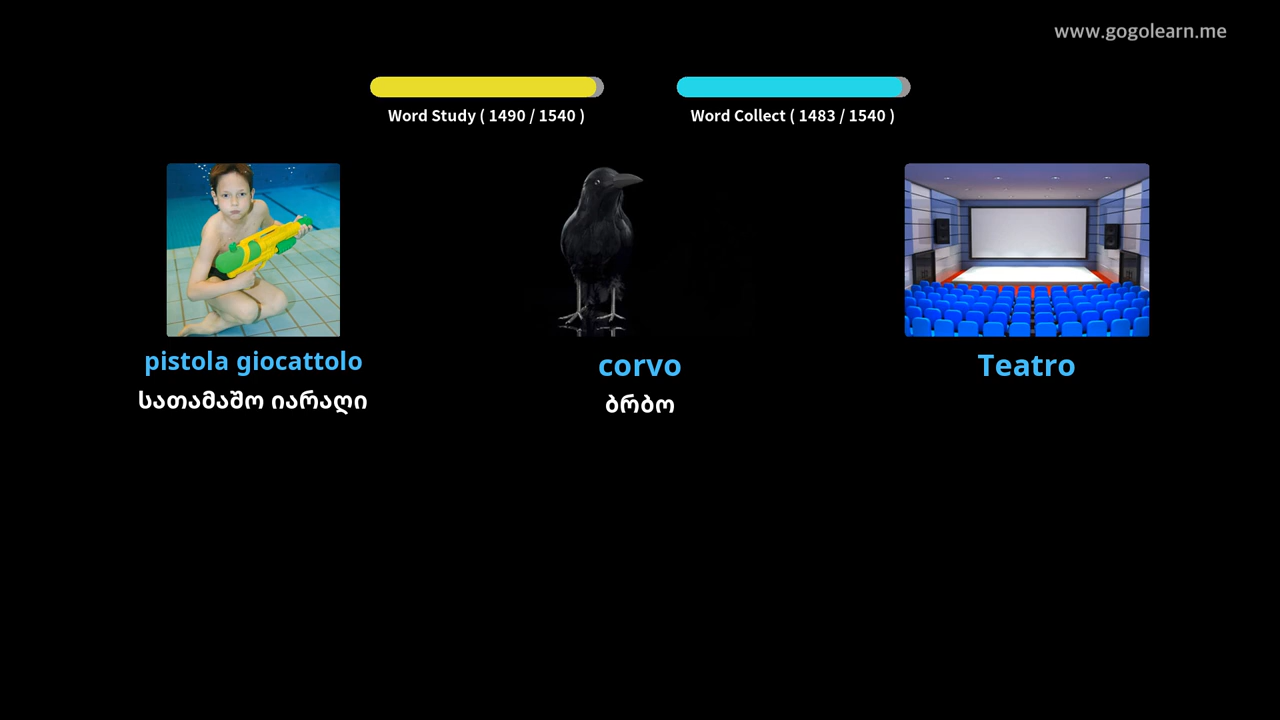 www.gogolearn.me
Word Study ( 1490 / 1540 )
Word Collect ( 1483 / 1540 )
pistola giocattolo
სათამაშო იარაღი
corvo
ბრბო
Teatro